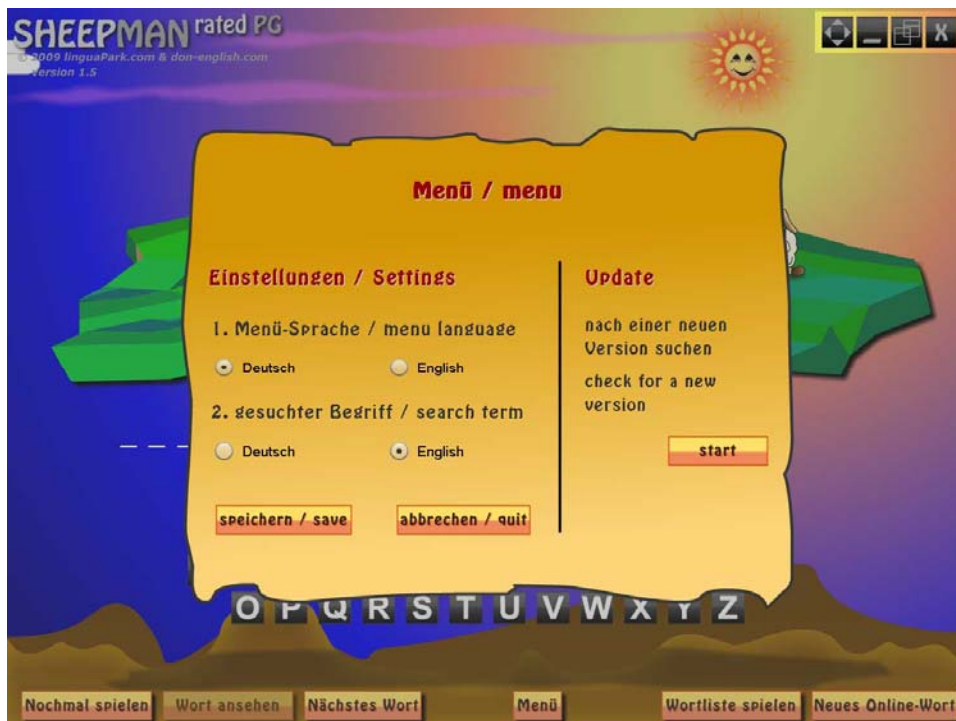 SHEEPMAN rated PG
© 2009 linguaPark.com & don-english.com
Version 1.5
X
Menü / menu
Einstellungen / Settings
1. Menü-Sprache / menu language
Deutsch English
2. gesuchter Begriff / search term
Deutsch English
speichern / save abbrechen / quit
Update
nach einer neuen
Version suchen
check for a new
version
start
O P Q R S T U V W X Y Z
Nochmal spielen Wort ansehen Nächstes Wort Menü Wortliste spielen Neues Online-Wort